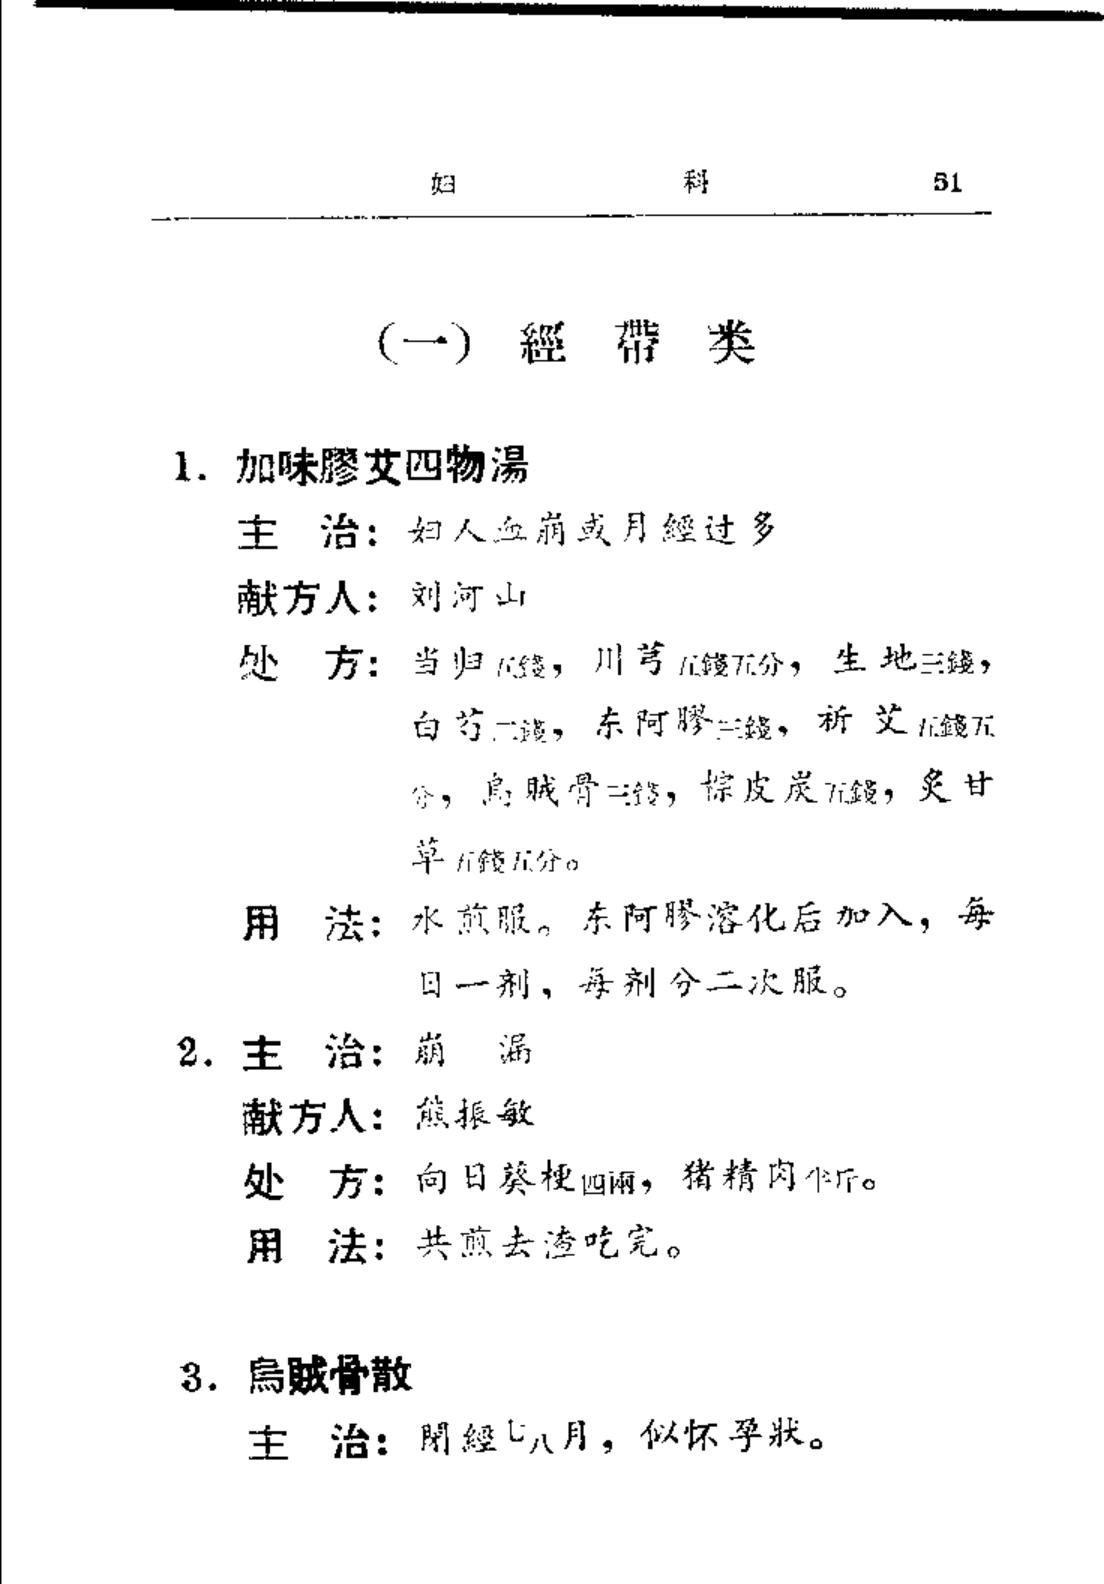 妇 科 51
(一) 經 帶 类
1. 加味膠艾四物湯
主 治: 妇人血崩或月經过多
献方人: 刘河山
处 方: 当归五錢, 川芎五錢五分, 生地三錢,
白芍二錢, 东阿膠三錢, 祈艾五錢五
分, 烏賊骨三錢, 棕皮炭五錢, 炙甘
草五錢五分。
用 法: 水煎服。东阿膠溶化后加入, 每
日一剂, 每剂分二次服。
2. 主 治: 崩 漏
献方人: 熊振敏
处 方: 向日葵梗四兩, 猪精肉半斤。
用 法: 共煎去渣吃完。
3. 烏賊骨散
主 治: 閉經七八月, 似怀孕狀。